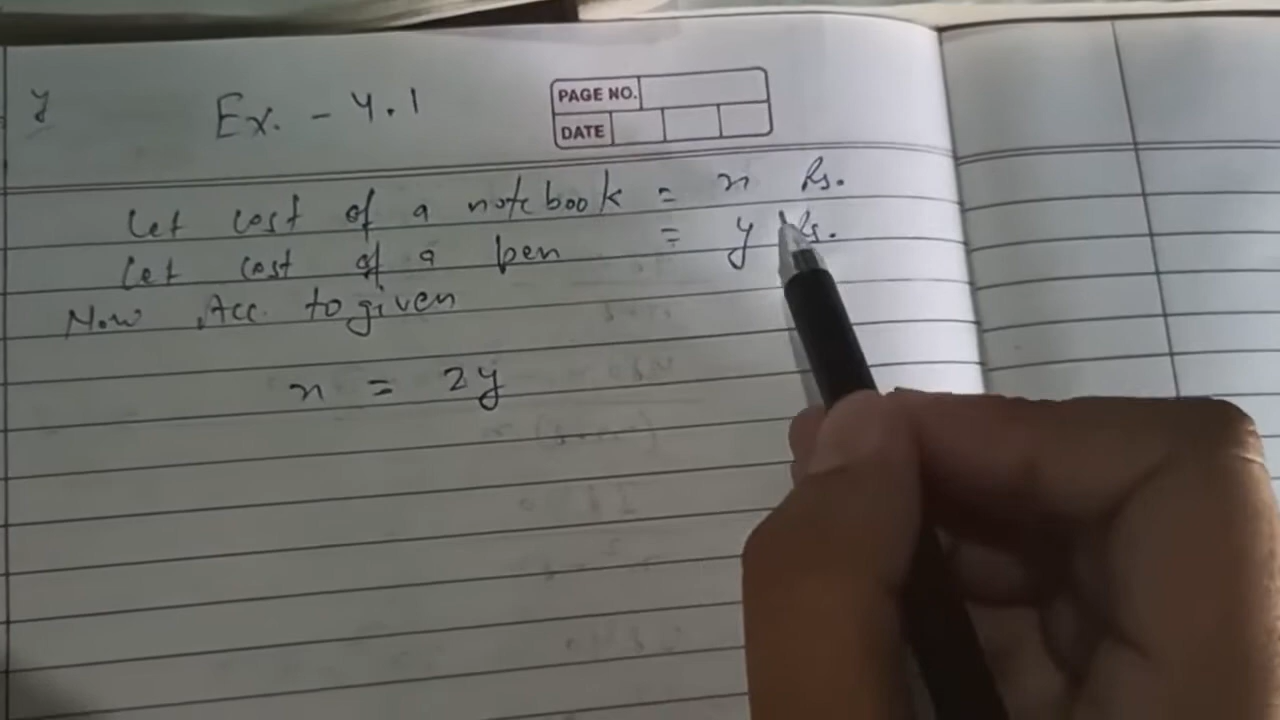 Ex. - 4.1
PAGE NO.
DATE
Let cost of a notebook = x Rs.
Let cost of a pen = y Rs.
Now Acc. to given
x = 2y